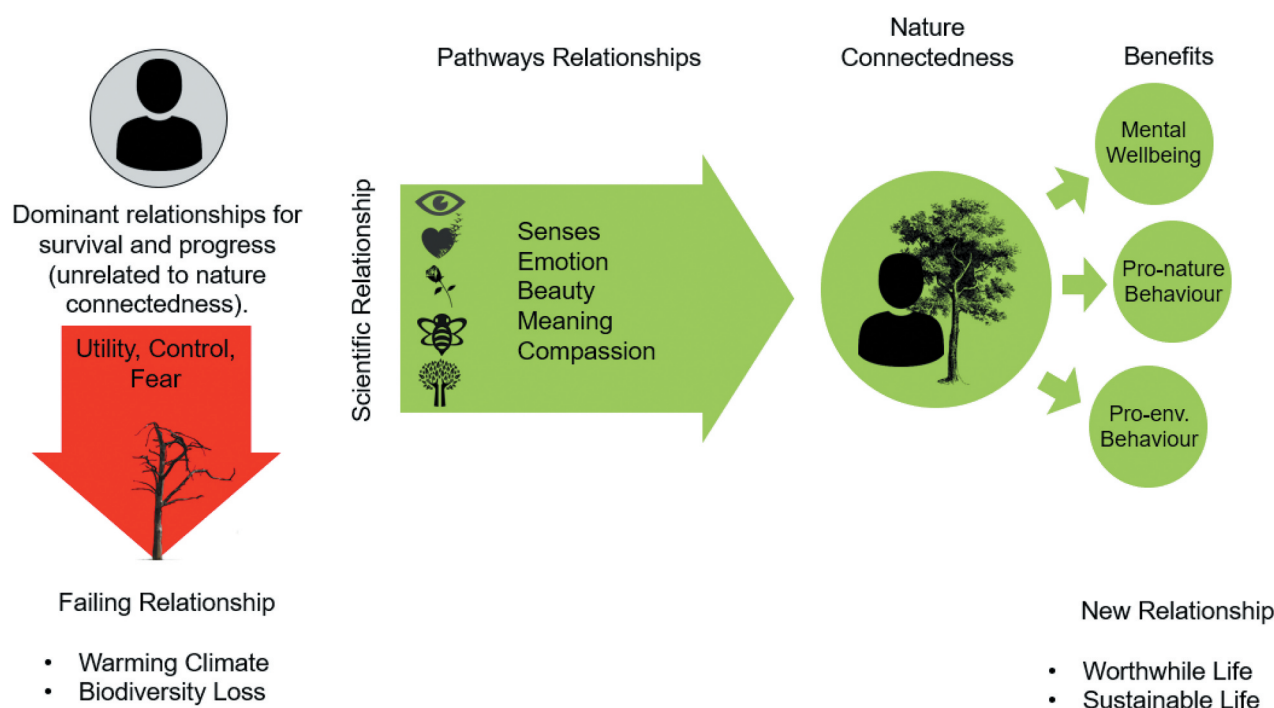 Dominant relationships for
survival and progress
(unrelated to nature
connectedness).
Utility, Control,
Fear
Failing Relationship
• Warming Climate
• Biodiversity Loss
Scientific Relationship
Pathways Relationships
Senses
Emotion
Beauty
Meaning
Compassion
Nature
Connectedness
Benefits
Mental
Wellbeing
Pro-nature
Behaviour
Pro-env.
Behaviour
New Relationship
• Worthwhile Life
• Sustainable Life